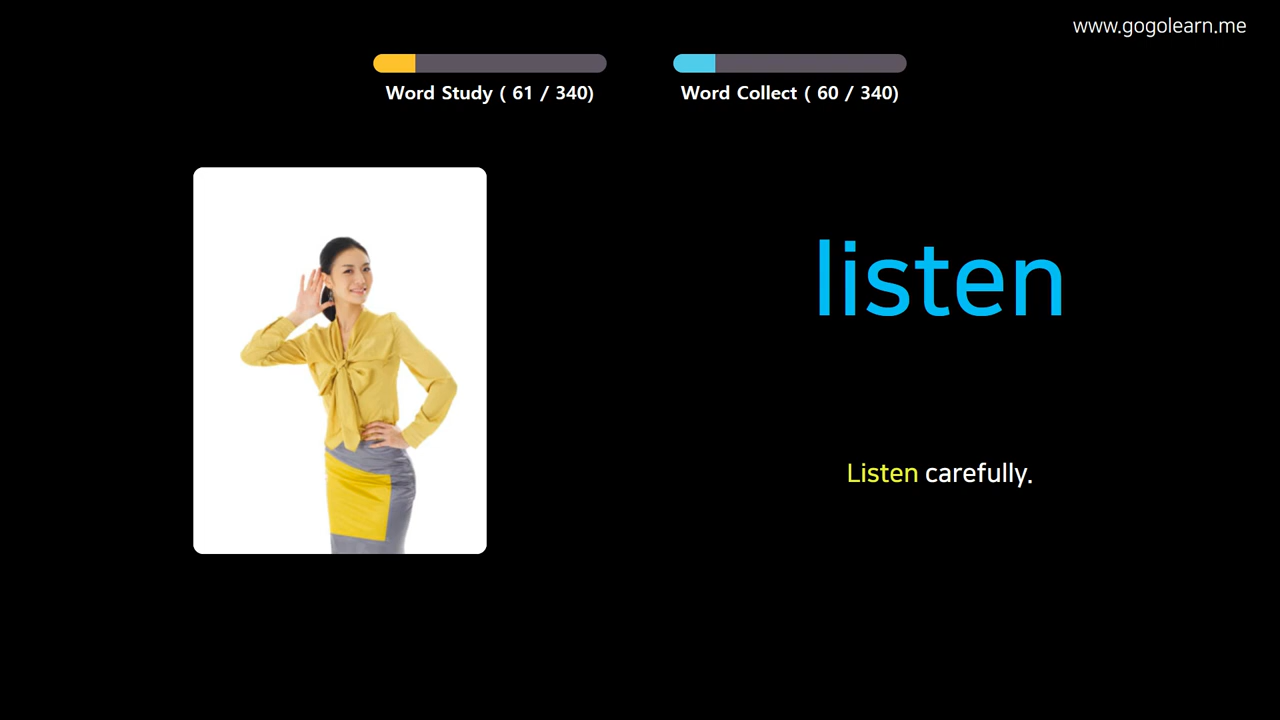 www.gogolearn.me
Word Study ( 61 / 340)
Word Collect ( 60 / 340)
listen
Listen carefully.